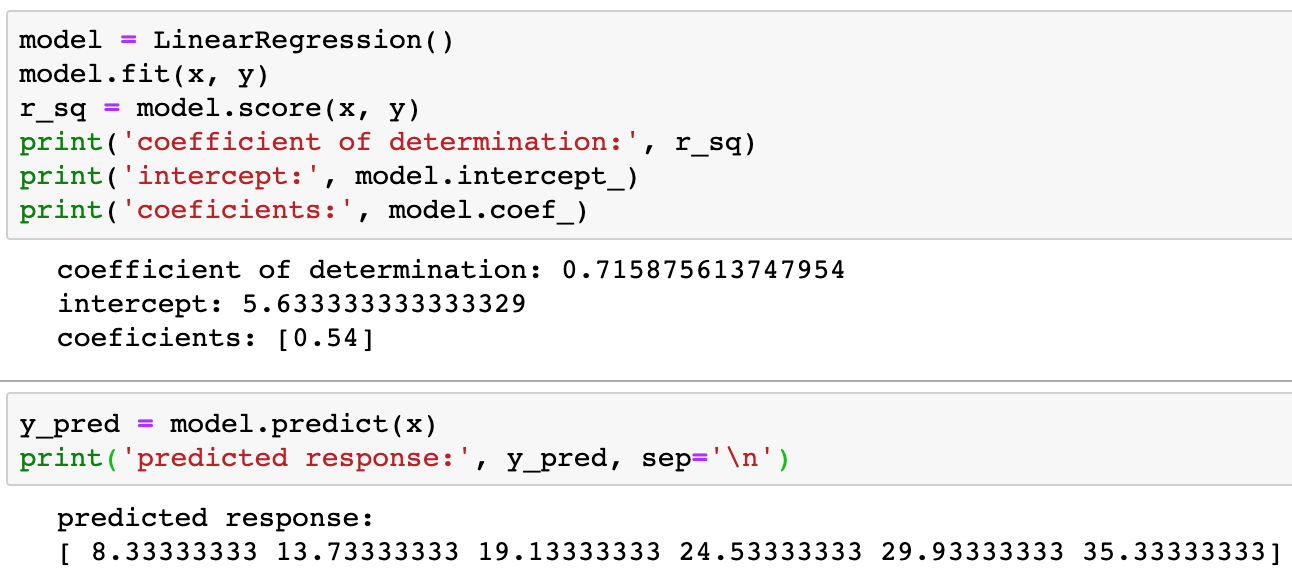 model = LinearRegression()
model.fit(x, y)
r_sq = model.score(x, y)
print('coefficient of determination:', r_sq)
print('intercept:', model.intercept_)
print('coeficients:', model.coef_)
coefficient of determination: 0.715875613747954
intercept: 5.633333333333329
coeficients: [0.54]
y_pred = model.predict(x)
print('predicted response:', y_pred, sep='\n')
predicted response:
[ 8.33333333 13.73333333 19.13333333 24.53333333 29.93333333 35.33333333]